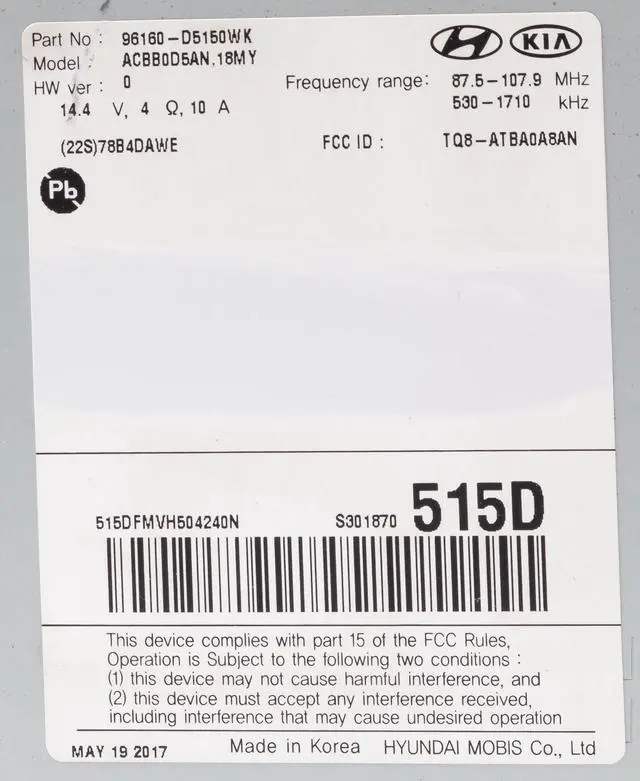 Part No : 96160-D5150WK
HYUNDAI KIA
Model : ACBB0D5AN,18MY
HW ver : 0
Frequency range: 87.5-107.9 MHz
530-1710 kHz
14.4 V, 4 Ω, 10 A
(22S)78B4DAWE
FCC ID : TQ8-ATBA0A8AN
Pb
515DFMVH504240N S301870 515D
This device complies with part 15 of the FCC Rules,
Operation is Subject to the following two conditions :
(1) this device may not cause harmful interference, and
(2) this device must accept any interference received,
including interference that may cause undesired operation
MAY 19 2017 Made in Korea HYUNDAI MOBIS Co., Ltd